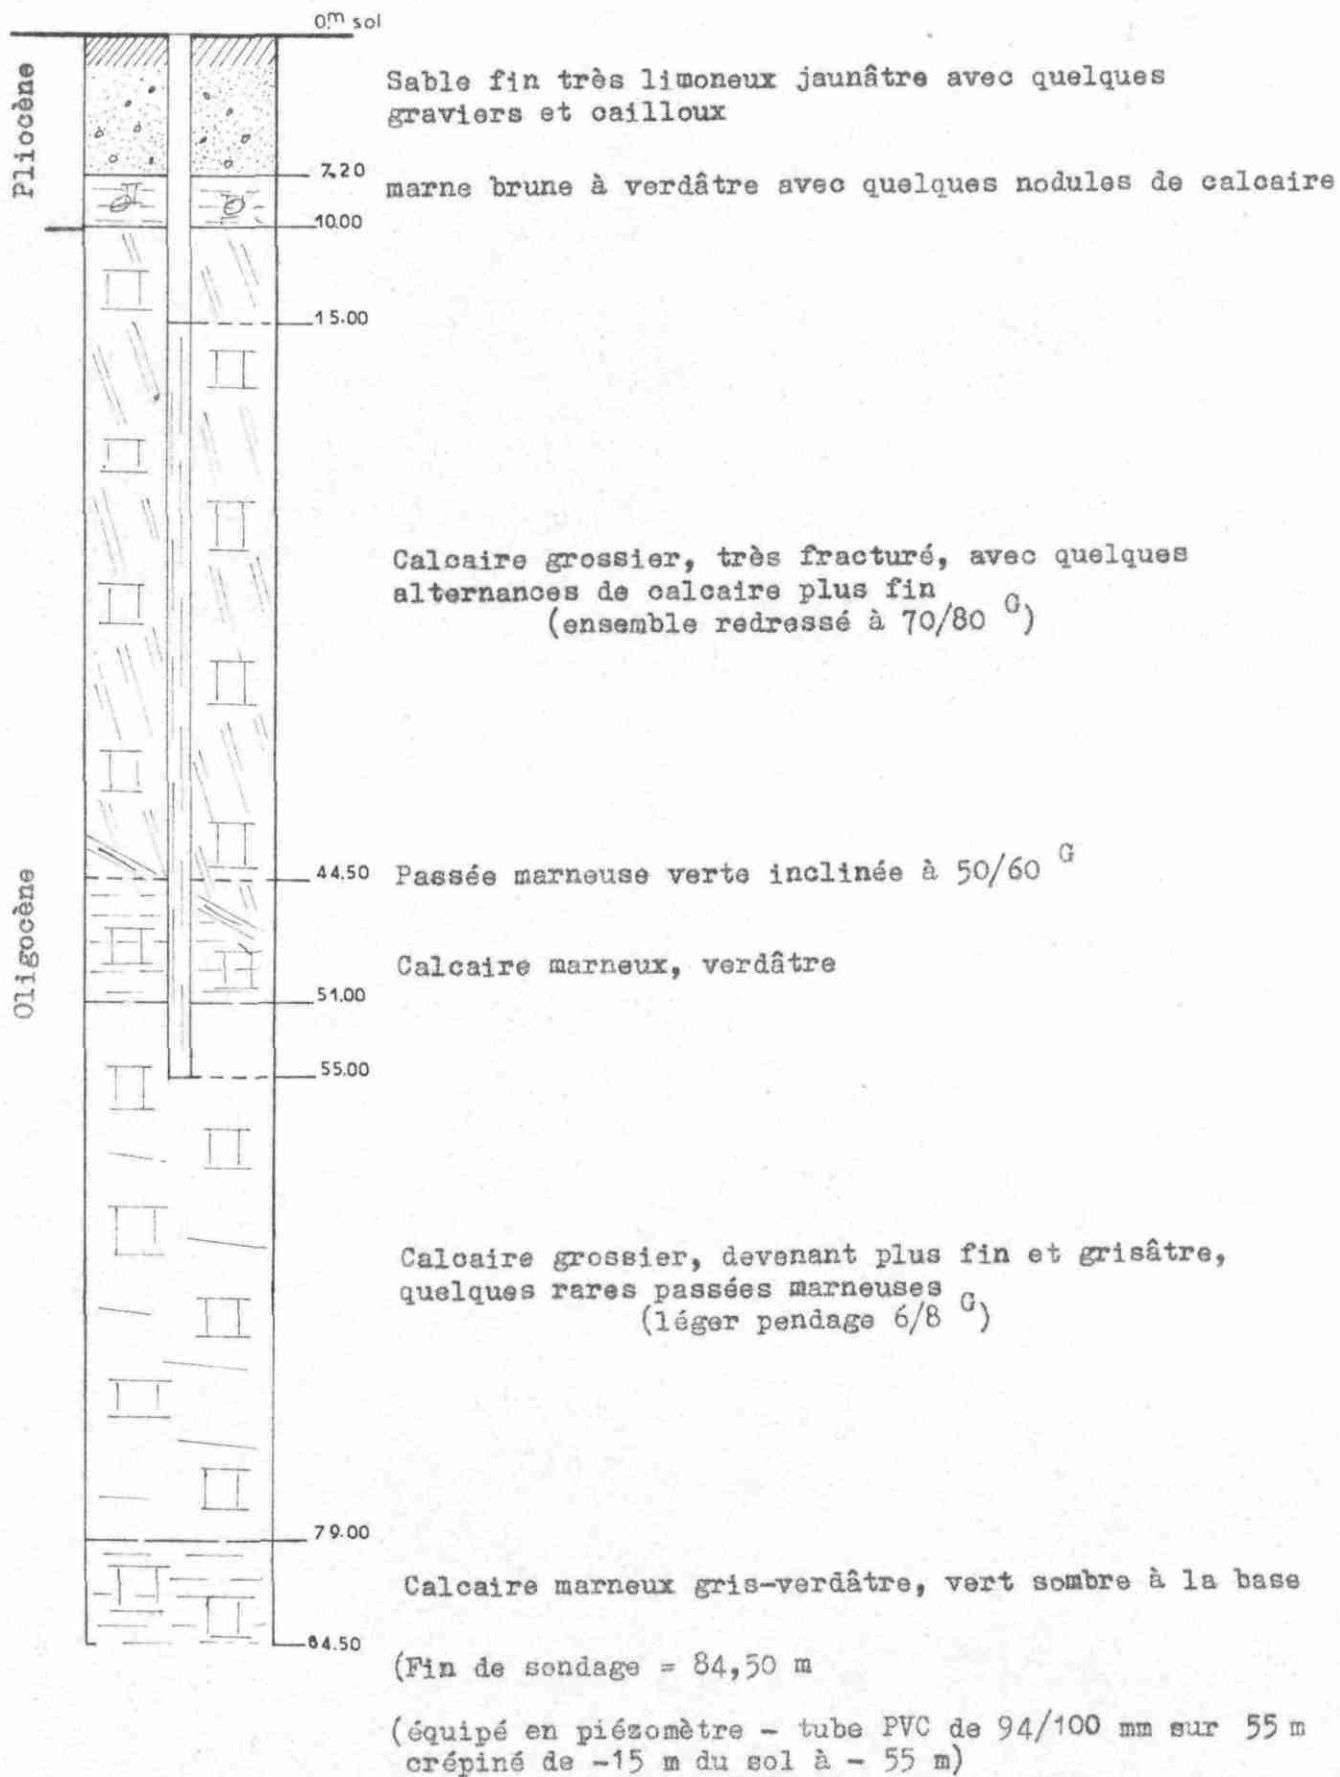 0m sol
Pliocène
Sable fin très limoneux jaunâtre avec quelques
graviers et cailloux
7.20
marne brune à verdâtre avec quelques nodules de calcaire
10.00
15.00
Calcaire grossier, très fracturé, avec quelques
alternances de calcaire plus fin
(ensemble redressé à 70/80 G)
Oligocène
44.50
Passée marneuse verte inclinée à 50/60 G
Calcaire marneux, verdâtre
51.00
55.00
Calcaire grossier, devenant plus fin et grisâtre,
quelques rares passées marneuses
(léger pendage 6/8 G)
79.00
Calcaire marneux gris-verdâtre, vert sombre à la base
84.50
(Fin de sondage = 84,50 m
(équipé en piézomètre - tube PVC de 94/100 mm sur 55 m
crépiné de -15 m du sol à - 55 m)